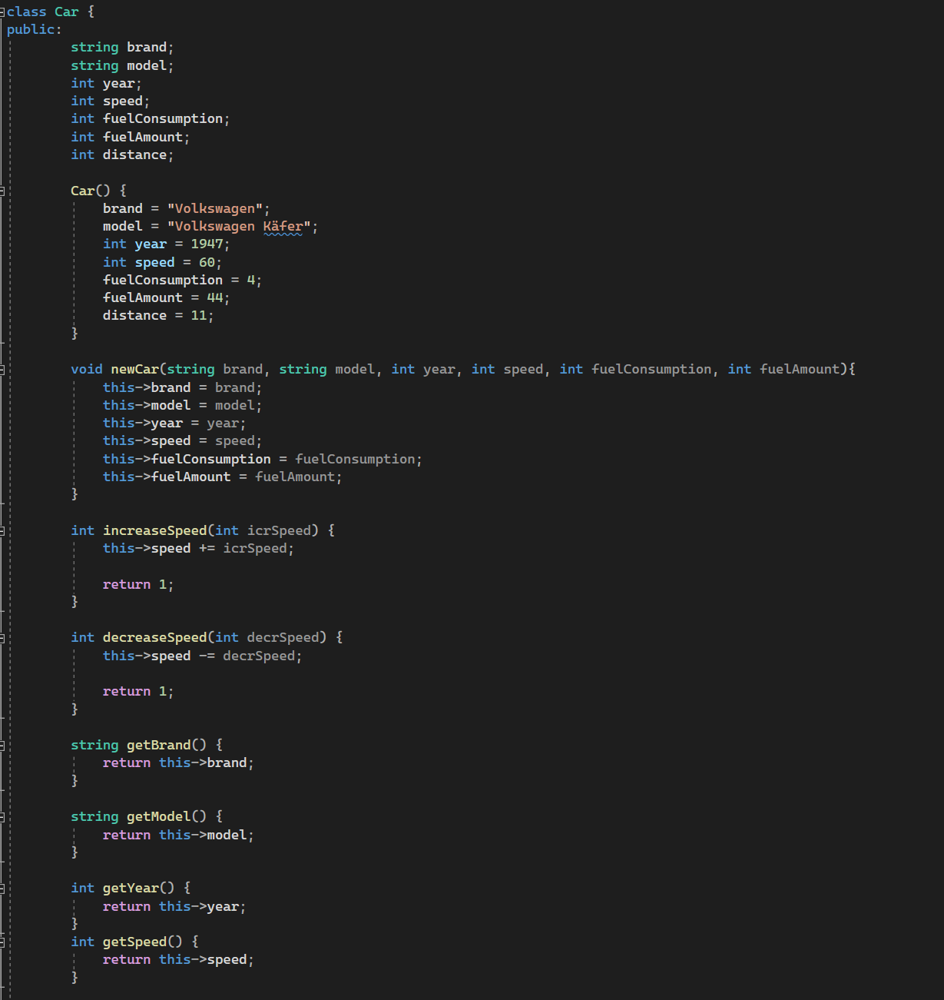 class Car {
public:
string brand;
string model;
int year;
int speed;
int fuelConsumption;
int fuelAmount;
int distance;
Car() {
brand = "Volkswagen";
model = "Volkswagen Käfer";
int year = 1947;
int speed = 60;
fuelConsumption = 4;
fuelAmount = 44;
distance = 11;
}
void newCar(string brand, string model, int year, int speed, int fuelConsumption, int fuelAmount){
this->brand = brand;
this->model = model;
this->year = year;
this->speed = speed;
this->fuelConsumption = fuelConsumption;
this->fuelAmount = fuelAmount;
}
int increaseSpeed(int icrSpeed) {
this->speed += icrSpeed;
return 1;
}
int decreaseSpeed(int decrSpeed) {
this->speed -= decrSpeed;
return 1;
}
string getBrand() {
return this->brand;
}
string getModel() {
return this->model;
}
int getYear() {
return this->year;
}
int getSpeed() {
return this->speed;
}